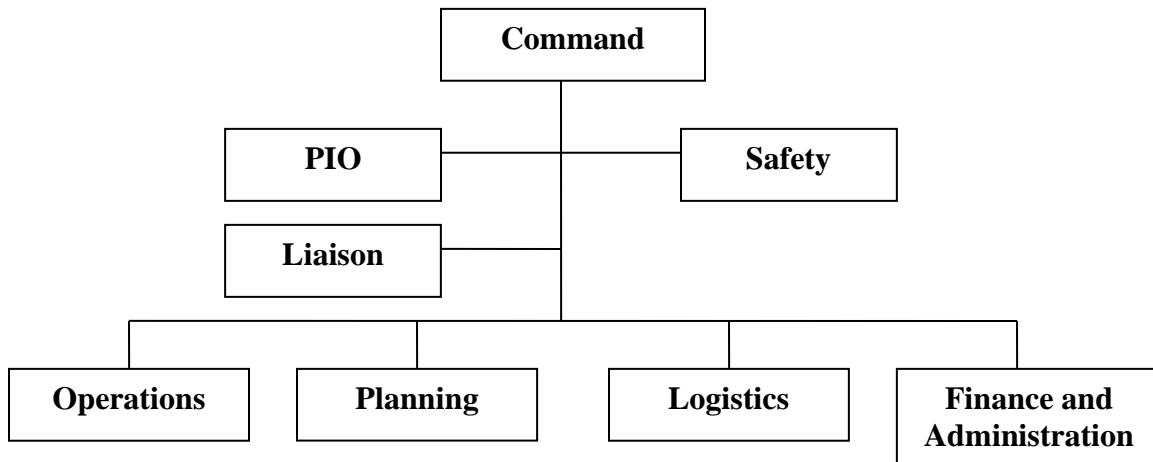 Command
PIO
Safety
Liaison
Operations
Planning
Logistics
Finance and
Administration